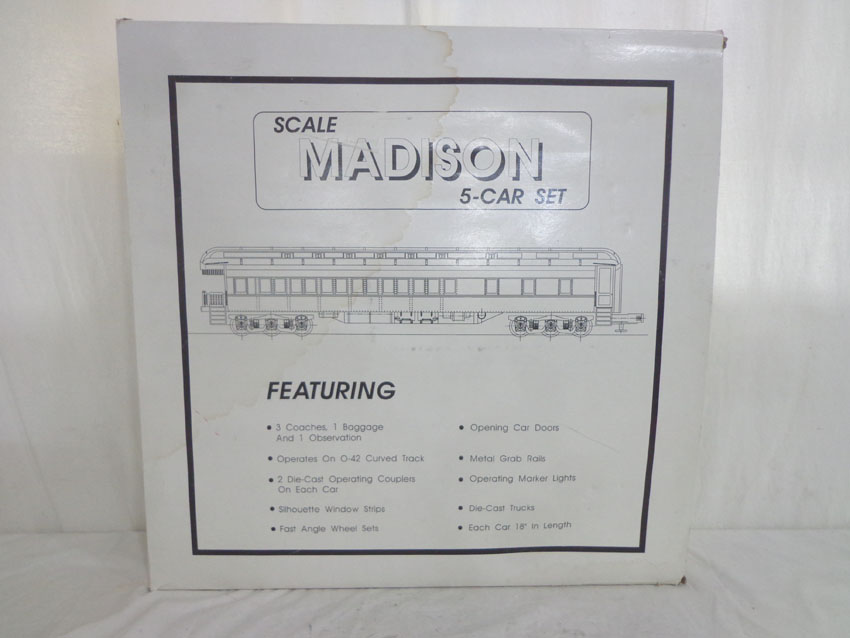 SCALE
MADISON
5-CAR SET
FEATURING
• 3 Coaches, 1 Baggage
And 1 Observation
• Operates On O-42 Curved Track
• 2 Die-Cast Operating Couplers
On Each Car
• Silhouette Window Strips
• Fast Angle Wheel Sets
• Opening Car Doors
• Metal Grab Rails
• Operating Marker Lights
• Die-Cast Trucks
• Each Car 18" In Length